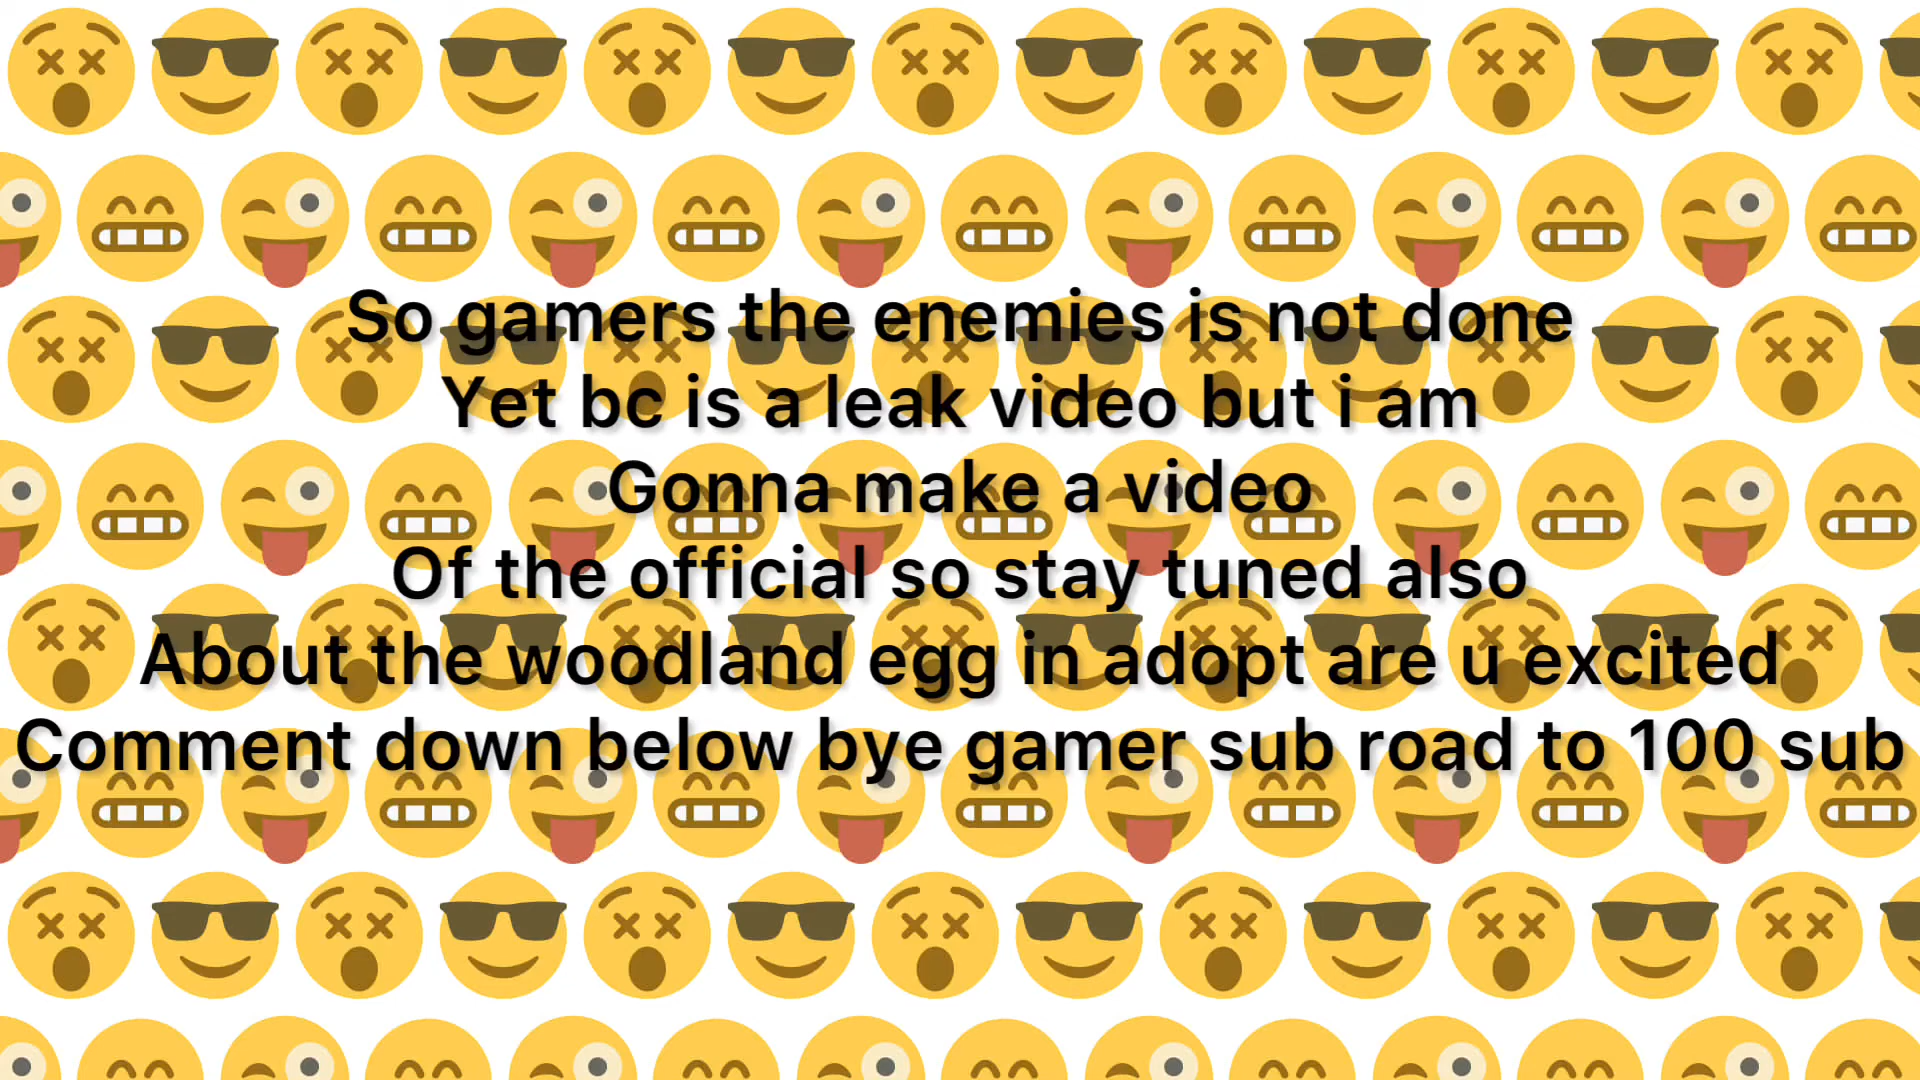 So gamers the enemies is not done
Yet bc is a leak video but i am
Gonna make a video
Of the official so stay tuned also
About the woodland egg in adopt are u excited
Comment down below bye gamer sub road to 100 sub